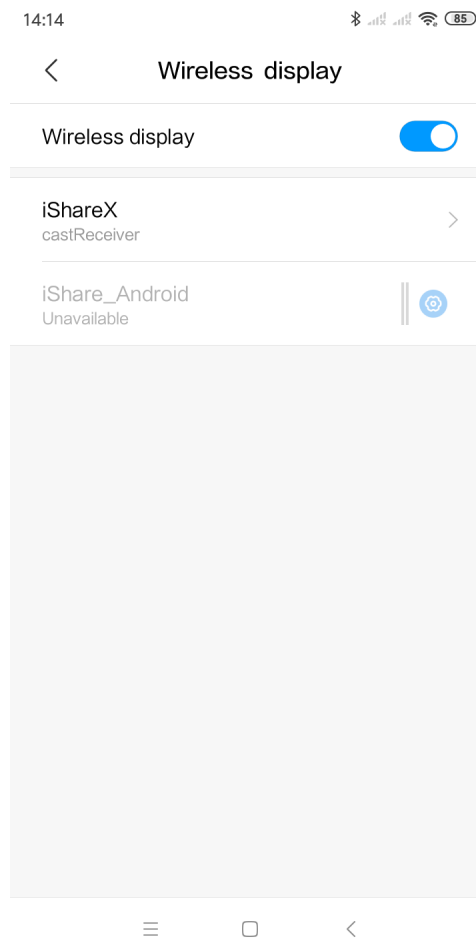 14:14
85
Wireless display
Wireless display
iShareX
castReceiver
iShare_Android
Unavailable